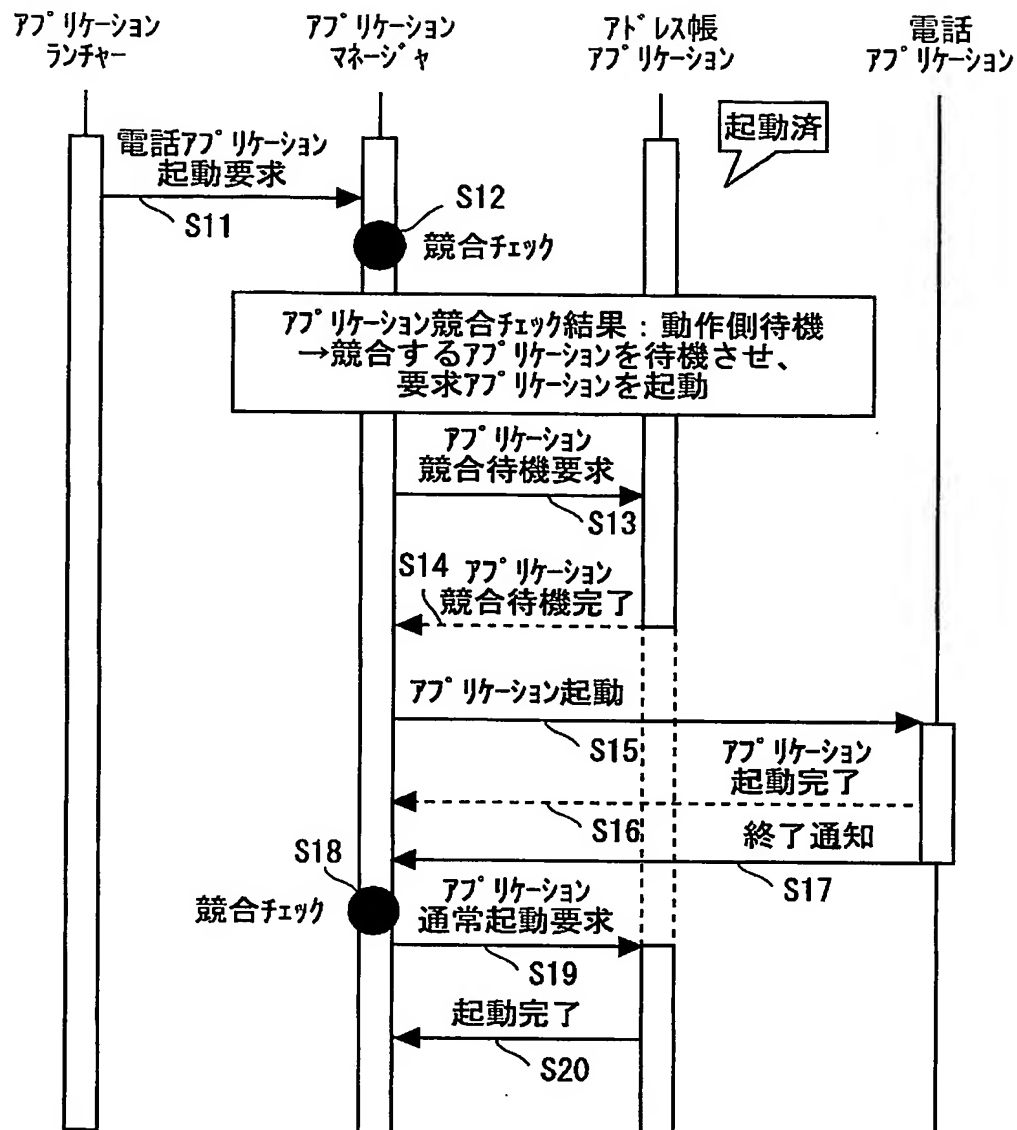 アプリケーション
ランチャー
アプリケーション
マネージャ
アドレス帳
アプリケーション
電話
アプリケーション
起動済
電話アプリケーション
起動要求
S11
S12
競合チェック
アプリケーション競合チェック結果：動作側待機
→競合するアプリケーションを待機させ、
要求アプリケーションを起動
アプリケーション
競合待機要求
S13
S14
アプリケーション
競合待機完了
アプリケーション起動
S15
アプリケーション
起動完了
S16
終了通知
S17
S18
競合チェック
アプリケーション
通常起動要求
S19
起動完了
S20